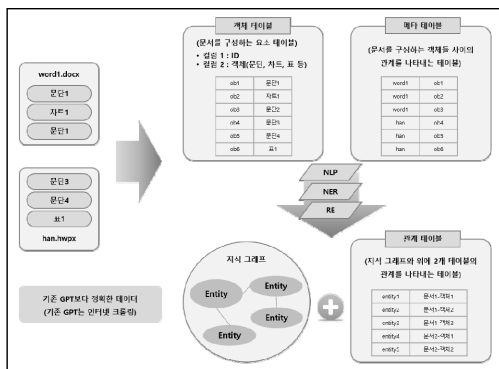 word1.docx
문단1
차트1
문단1
문단3
문단4
표1
han.hwpx
기존 GPT보다 정확한 데이터
(기존 GPT는 인터넷 크롤링)
객체 테이블
(문서를 구성하는 요소 테이블)
• 컬럼 1 : ID
• 컬럼 2 : 객체(문단, 차트, 표 등)
ob1 문단1
ob2 차트1
ob3 문단2
ob4 문단3
ob5 문단4
ob6 표1
메타 테이블
(문서를 구성하는 객체들 사이의
관계를 나타내는 테이블)
word1 ob1
word1 ob2
word1 ob3
han ob4
han ob5
han ob6
NLP
NER
RE
지식 그래프
Entity
Entity
Entity
Entity
관계 테이블
(지식 그래프와 위에 2개 테이블의
관계를 나타내는 테이블)
entity1 문서1-객체1
entity2 문서1-객체2
entity2 문서1-객체2
entity4 문서2-객체2
entity3 문서2-객체2